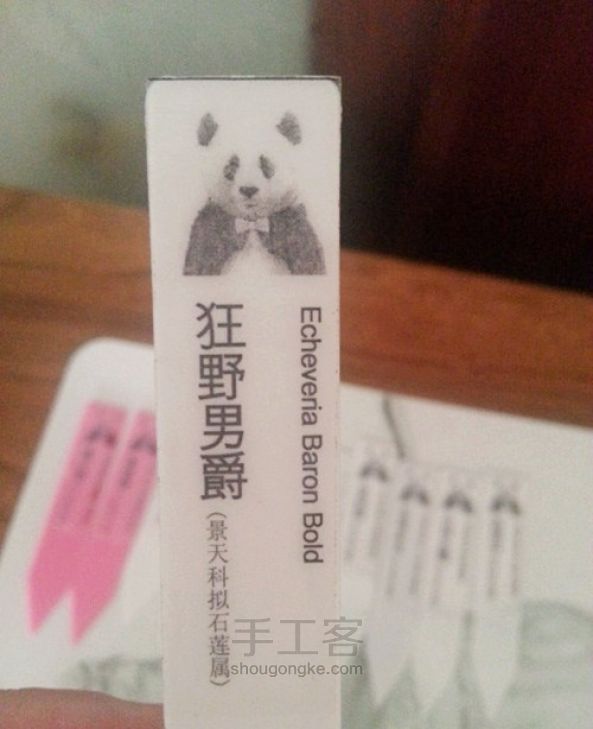 狂野男爵
(景天科拟石莲属)
Echeveria Baron Bold
手工客
shougongke.com